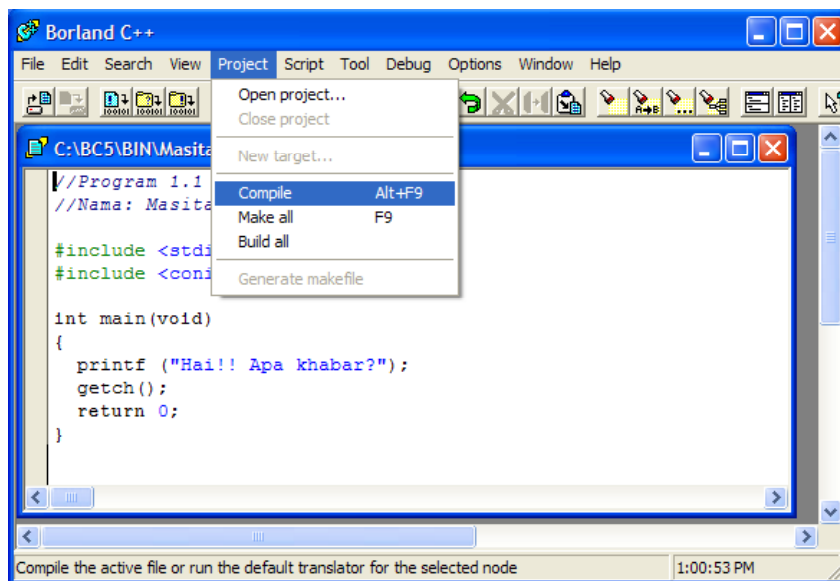 Borland C++
File Edit Search View Project Script Tool Debug Options Window Help
Open project...
Close project
New target...
Compile Alt+F9
Make all F9
Build all
Generate makefile
C:\BC5\BIN\Masita
//Program 1.1
//Nama: Masita
#include <stdi
#include <coni
int main(void)
{
printf ("Hai!! Apa khabar?");
getch();
return 0;
}
Compile the active file or run the default translator for the selected node
1:00:53 PM